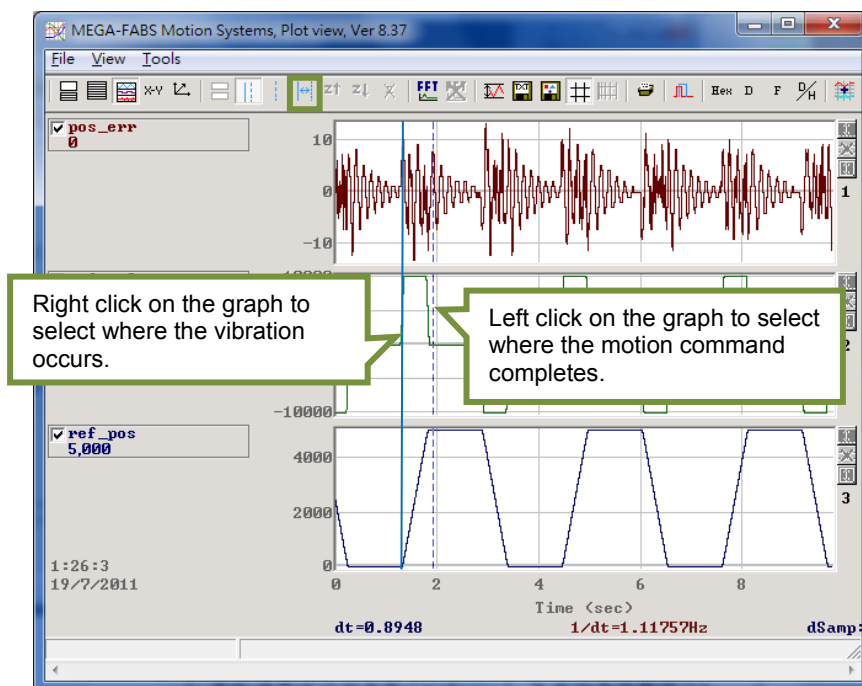 MEGA-FABS Motion Systems, Plot view, Ver 8.37
File View Tools
X-Y FFT TXT Hex D F D/H
pos_err
0
10
0
-10
1
Right click on the graph to
select where the vibration
occurs.
Left click on the graph to select
where the motion command
completes.
2
-10000
ref_pos
5,000
4000
2000
0
3
1:26:3
19/7/2011
0 2 4 6 8
Time (sec)
dt=0.8948 1/dt=1.11757Hz dSamp: